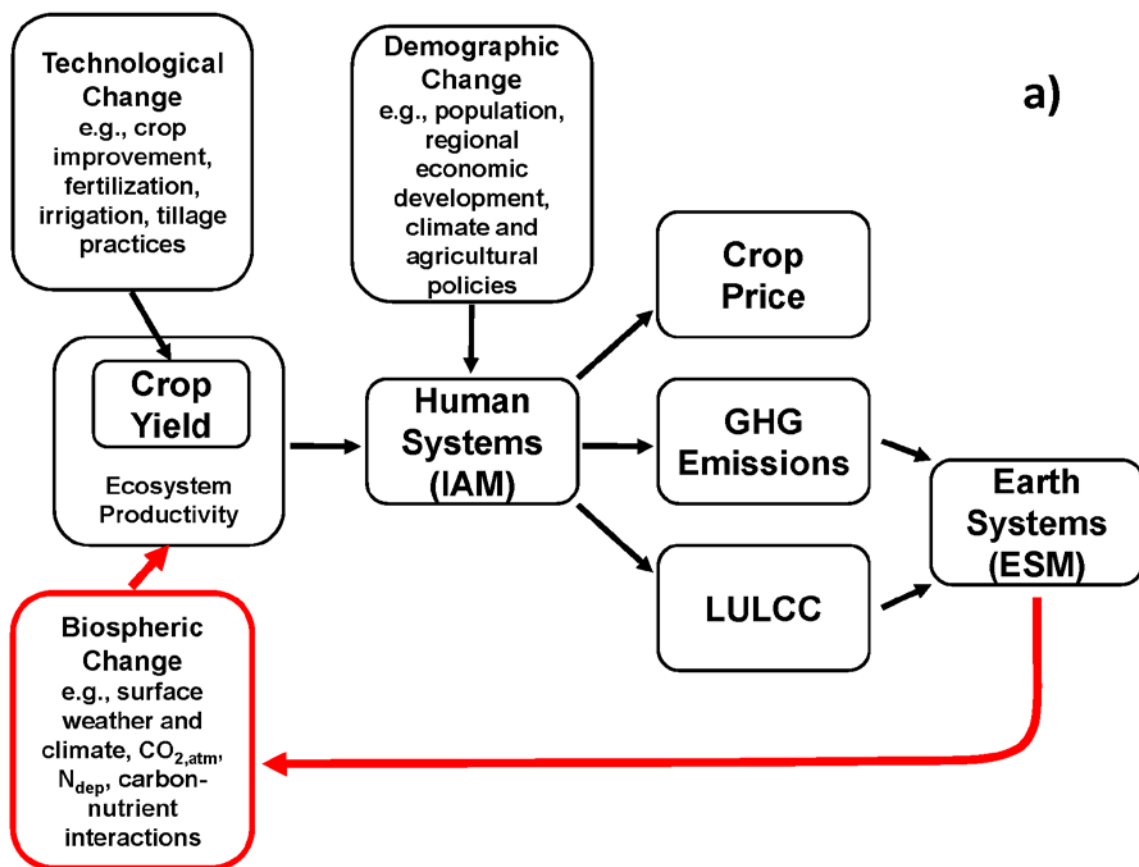 Technological
Change
e.g., crop
improvement,
fertilization,
irrigation, tillage
practices
Demographic
Change
e.g., population,
regional
economic
development,
climate and
agricultural
policies
a)
Crop
Price
Crop
Yield
Ecosystem
Productivity
Human
Systems
(IAM)
GHG
Emissions
Earth
Systems
(ESM)
LULCC
Biospheric
Change
e.g., surface
weather and
climate, CO2,atm,
Ndep, carbon-
nutrient
interactions